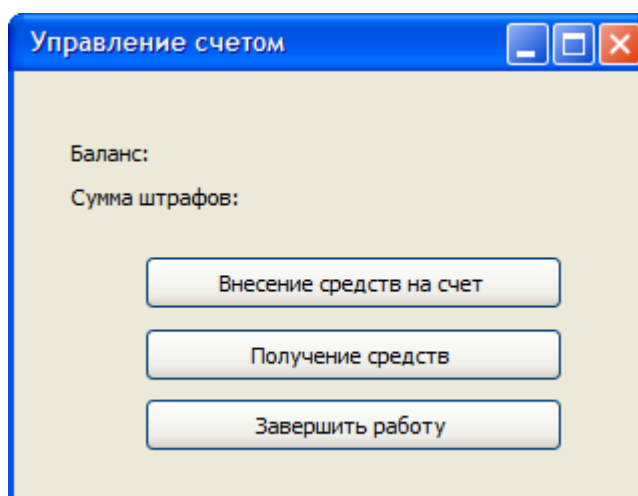 Управление счетом
Баланс:
Сумма штрафов:
Внесение средств на счет
Получение средств
Завершить работу